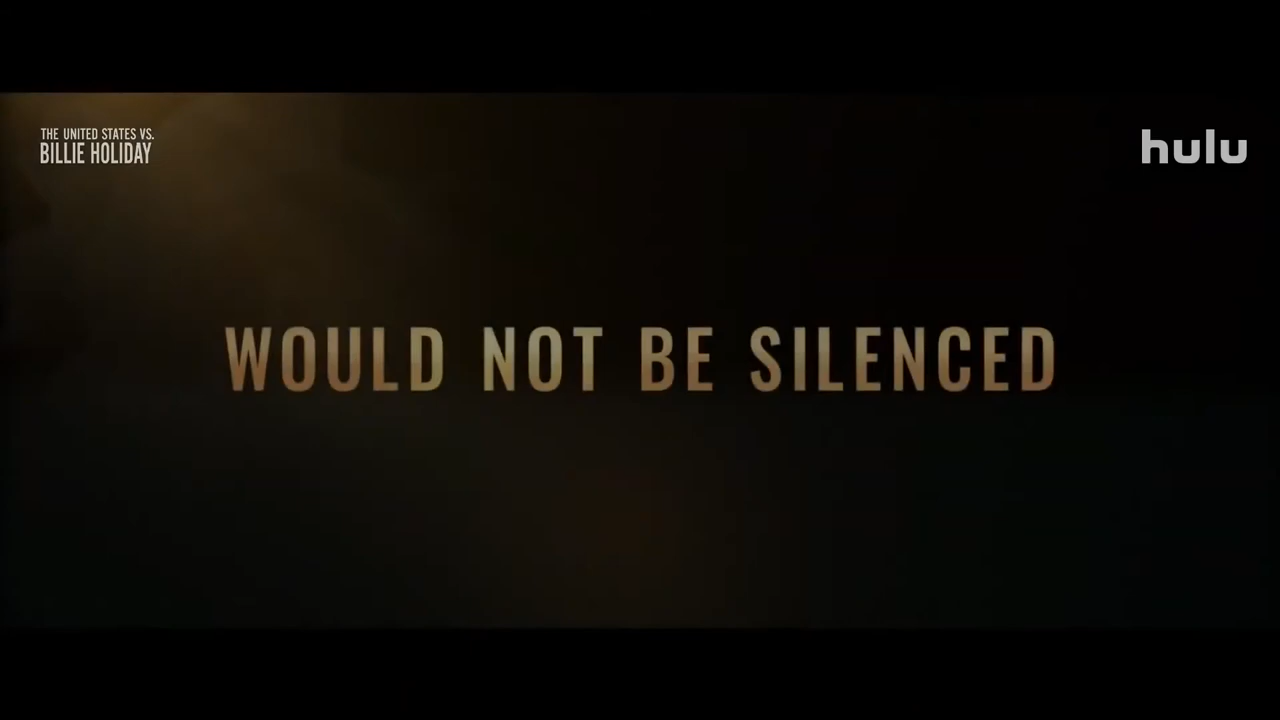 THE UNITED STATES VS.
BILLIE HOLIDAY
hulu
WOULD NOT BE SILENCED